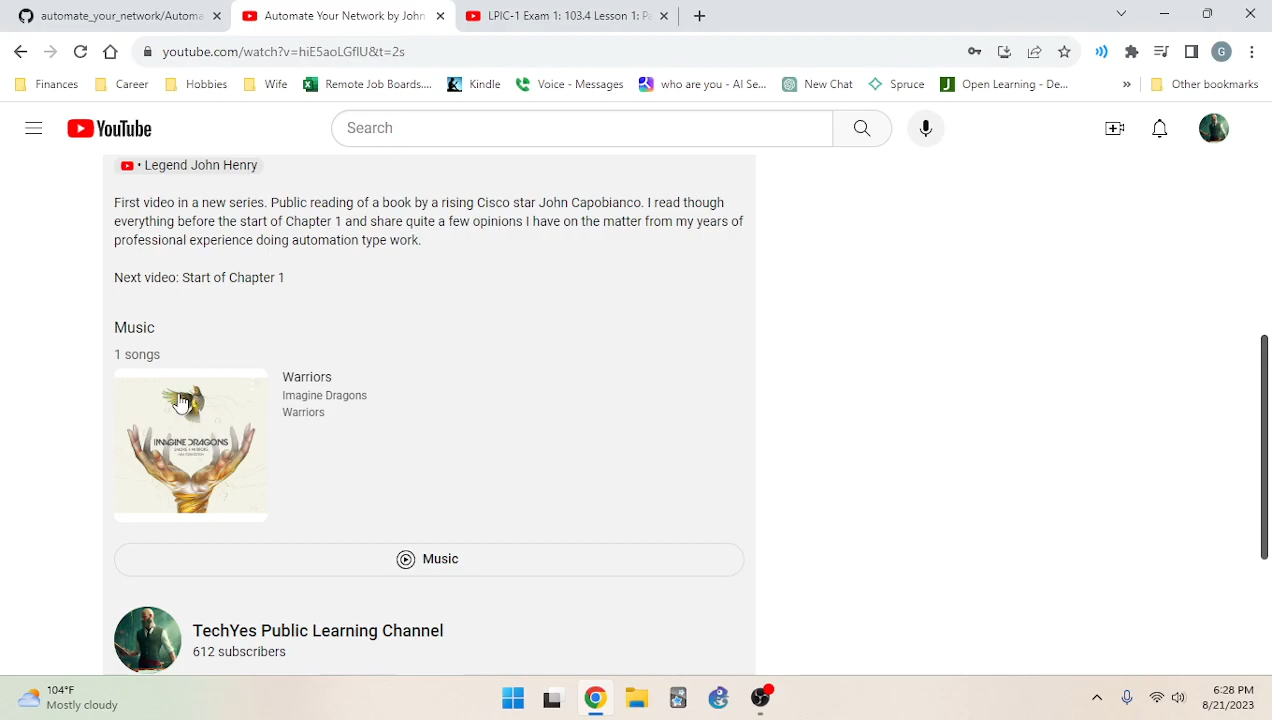 automate_your_network/Automa
Automate Your Network by John
LPIC-1 Exam 1: 103.4 Lesson 1: Pa
youtube.com/watch?v=hiE5aoLGflU&t=2s
G
Finances
Career
Hobbies
Wife
Remote Job Boards....
Kindle
Voice - Messages
who are you - AI Se...
New Chat
Spruce
Open Learning - De...
»
Other bookmarks
YouTube
Search
• Legend John Henry
First video in a new series. Public reading of a book by a rising Cisco star John Capobianco. I read though
everything before the start of Chapter 1 and share quite a few opinions I have on the matter from my years of
professional experience doing automation type work.
Next video: Start of Chapter 1
Music
1 songs
Warriors
Imagine Dragons
Warriors
IMAGINE DRAGONS
SMOKE + MIRRORS
Music
TechYes Public Learning Channel
612 subscribers
104°F
Mostly cloudy
6:28 PM
8/21/2023